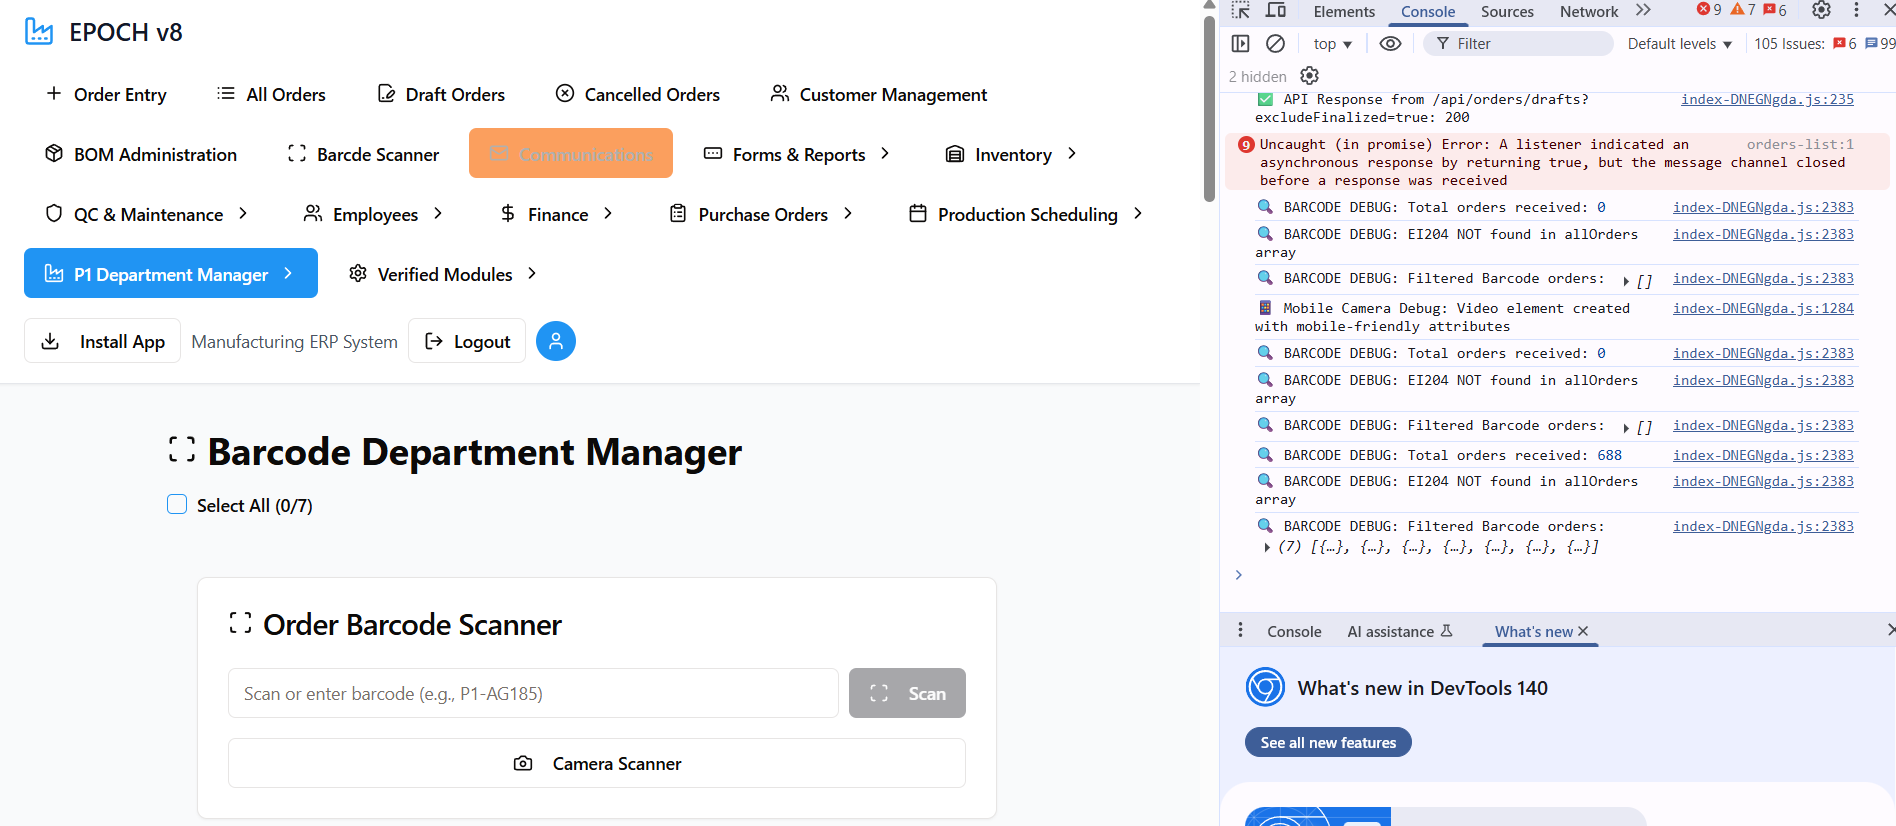 EPOCH v8
Order Entry
All Orders
Draft Orders
Cancelled Orders
Customer Management
BOM Administration
Barcde Scanner
Communications
Forms & Reports
Inventory
QC & Maintenance
Employees
Finance
Purchase Orders
Production Scheduling
P1 Department Manager
Verified Modules
Install App
Manufacturing ERP System
Logout
Barcode Department Manager
Select All (0/7)
Order Barcode Scanner
Scan or enter barcode (e.g., P1-AG185)
Scan
Camera Scanner
Elements
Console
Sources
Network
9
7
6
top
Filter
Default levels
105 Issues:
6
99
2 hidden
API Response from /api/orders/drafts? index-DNEGNgda.js:235
excludeFinalized=true: 200
9 Uncaught (in promise) Error: A listener indicated an orders-list:1
asynchronous response by returning true, but the message channel closed
before a response was received
BARCODE DEBUG: Total orders received: 0 index-DNEGNgda.js:2383
BARCODE DEBUG: EI204 NOT found in allOrders index-DNEGNgda.js:2383
array
BARCODE DEBUG: Filtered Barcode orders: [] index-DNEGNgda.js:2383
Mobile Camera Debug: Video element created index-DNEGNgda.js:1284
with mobile-friendly attributes
BARCODE DEBUG: Total orders received: 0 index-DNEGNgda.js:2383
BARCODE DEBUG: EI204 NOT found in allOrders index-DNEGNgda.js:2383
array
BARCODE DEBUG: Filtered Barcode orders: [] index-DNEGNgda.js:2383
BARCODE DEBUG: Total orders received: 688 index-DNEGNgda.js:2383
BARCODE DEBUG: EI204 NOT found in allOrders index-DNEGNgda.js:2383
array
BARCODE DEBUG: Filtered Barcode orders: index-DNEGNgda.js:2383
(7) [{…}, {…}, {…}, {…}, {…}, {…}, {…}]
Console
AI assistance
What's new
What's new in DevTools 140
See all new features